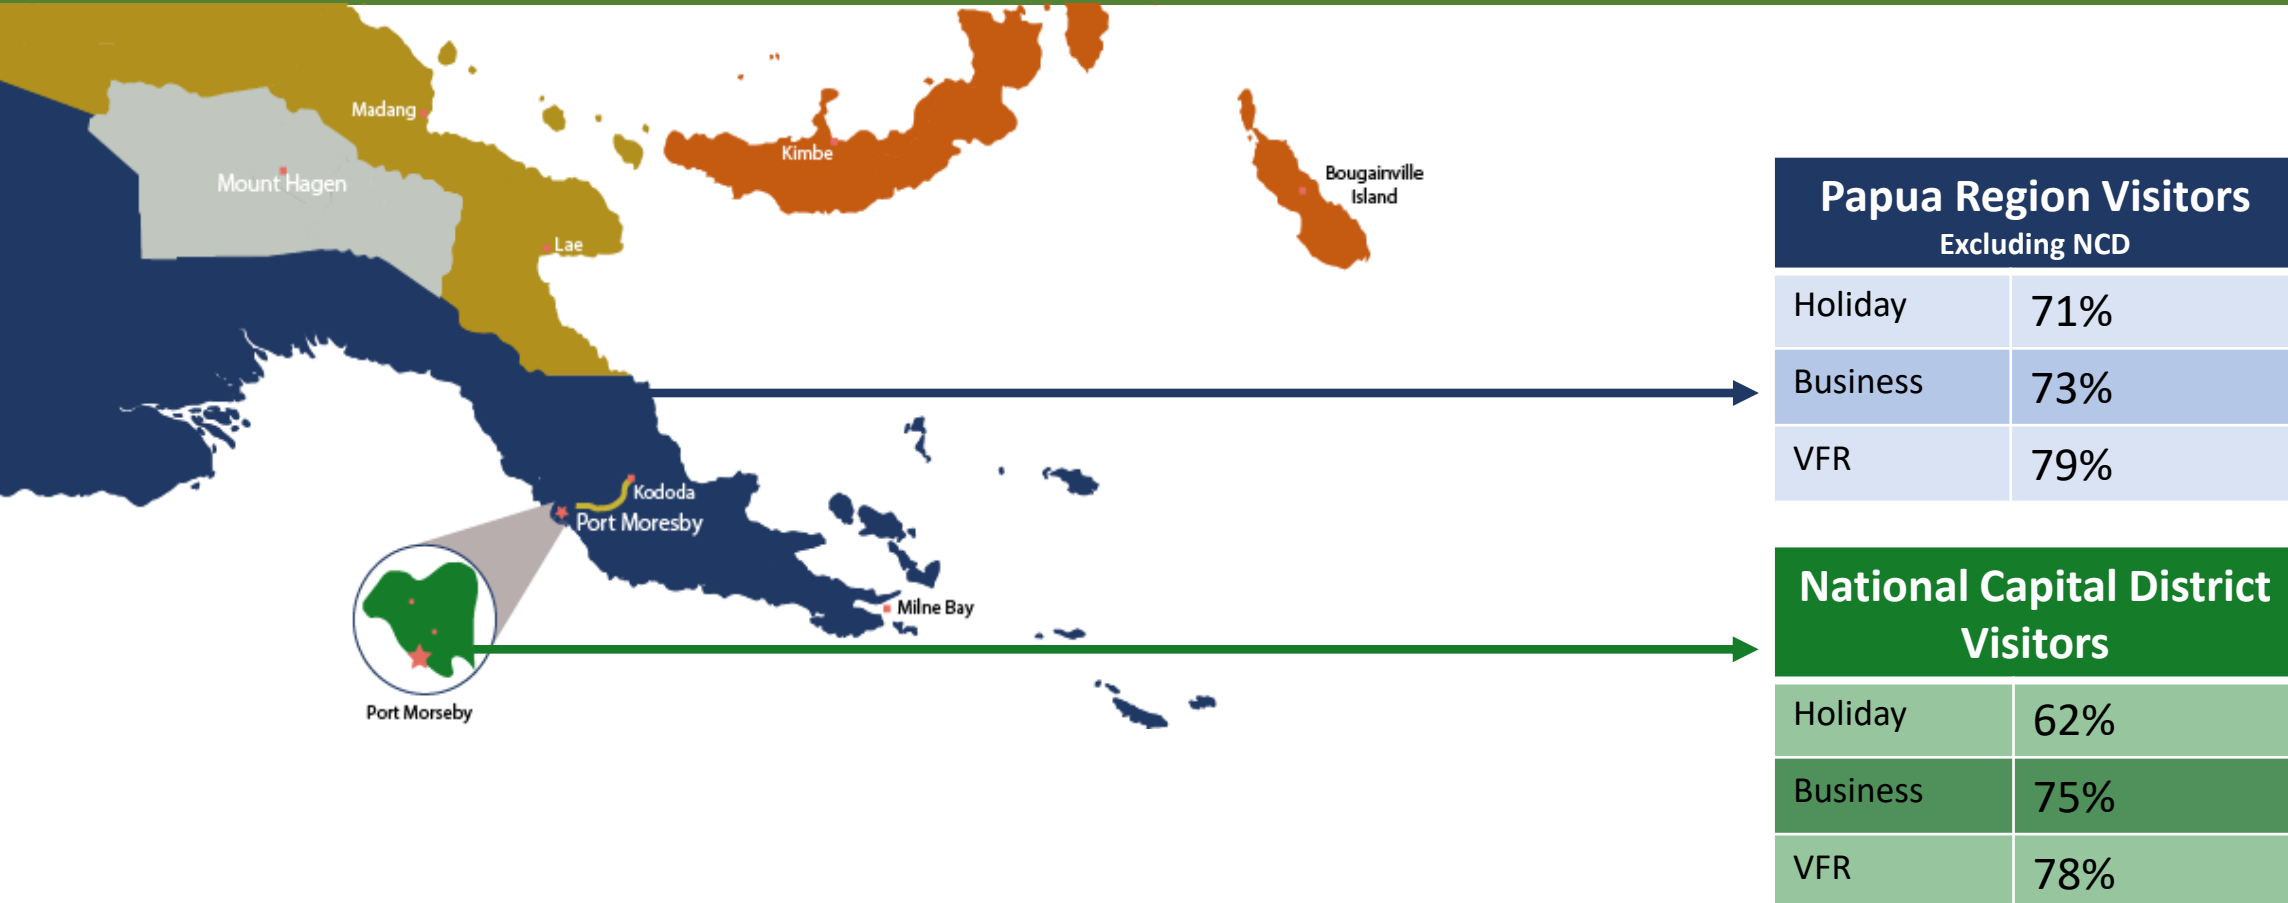 Madang
Mount Hagen
Lae
Kimbe
Bougainville
Island
Kododa
Port Moresby
Milne Bay
Port Morseby
Papua Region Visitors
Excluding NCD
Holiday 71%
Business 73%
VFR 79%
National Capital District
Visitors
Holiday 62%
Business 75%
VFR 78%